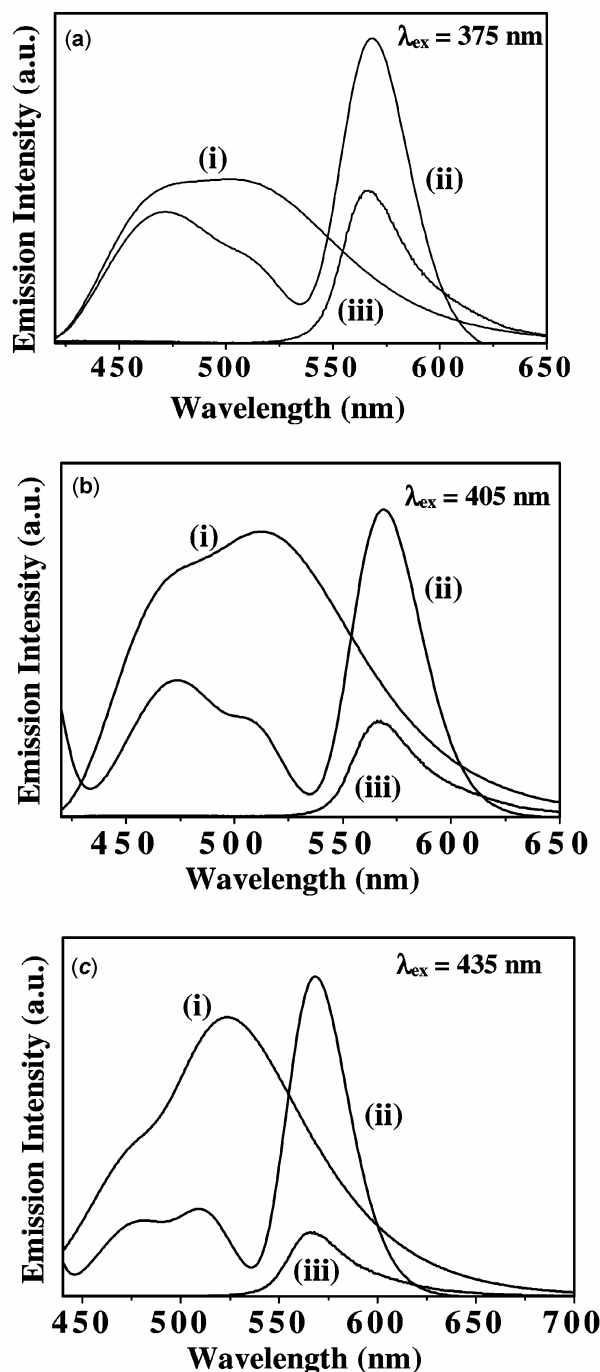 (a)
λex = 375 nm
(i)
(ii)
(iii)
Emission Intensity (a.u.)
450 500 550 600 650
Wavelength (nm)
(b)
λex = 405 nm
(i)
(ii)
(iii)
Emission Intensity (a.u.)
450 500 550 600 650
Wavelength (nm)
(c)
λex = 435 nm
(i)
(ii)
(iii)
Emission Intensity (a.u.)
450 500 550 600 650 700
Wavelength (nm)